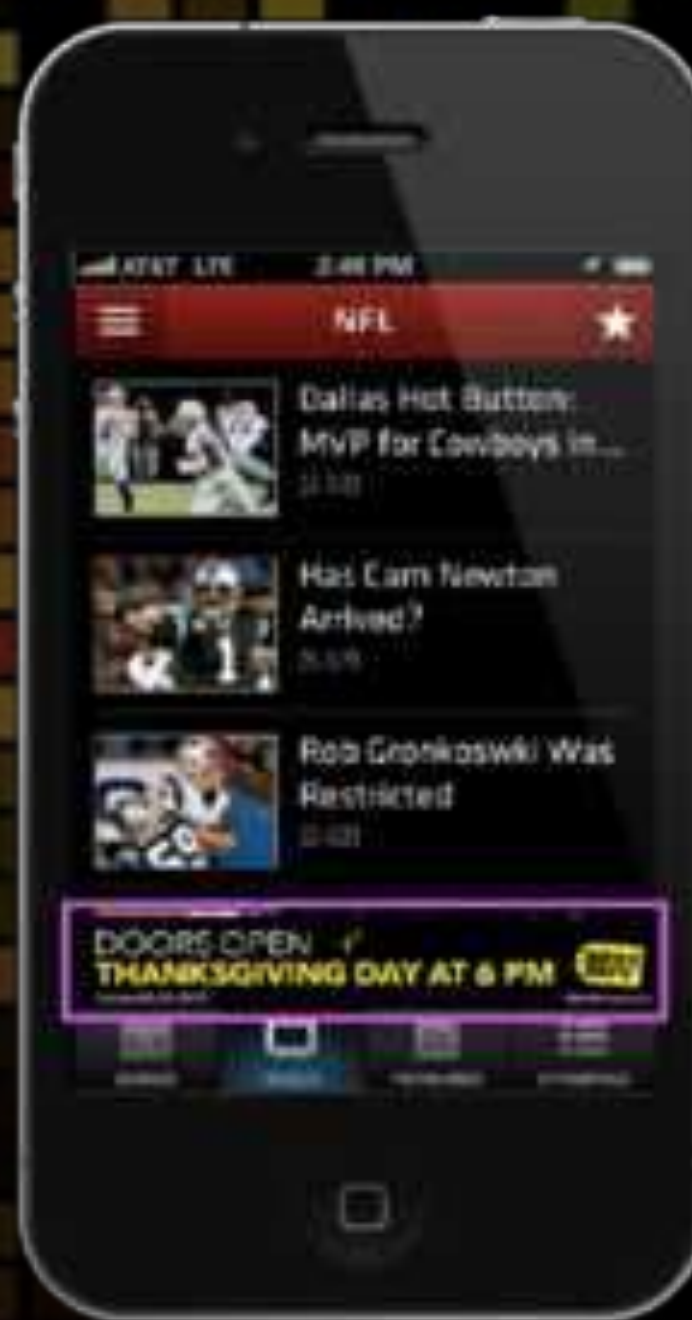 AT&T LTE 2:46 PM
NFL
Dallas Hot Button:
MVP for Cowboys in...
Has Cam Newton
Arrived?
Rob Gronkoswki Was
Restricted
DOORS OPEN
THANKSGIVING DAY AT 6 PM